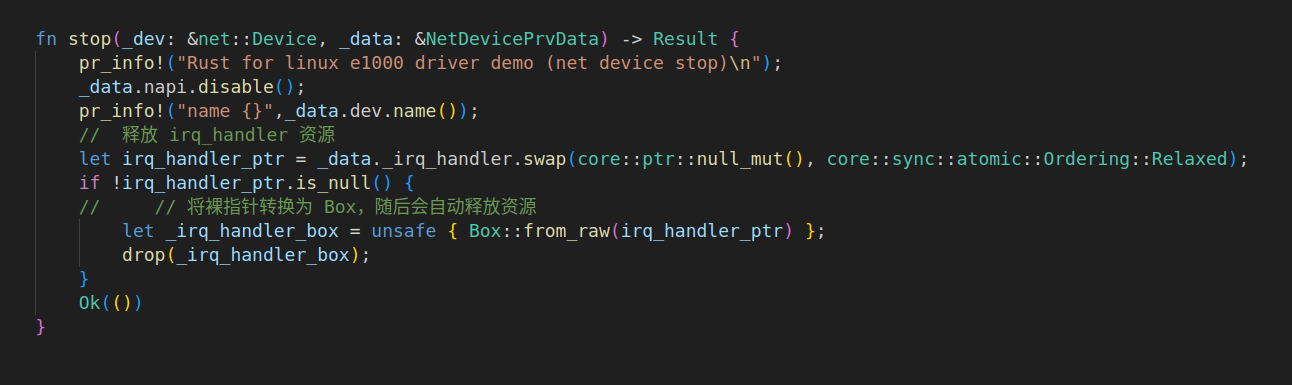 fn stop(_dev: &net::Device, _data: &NetDevicePrvData) -> Result {
    pr_info!("Rust for linux e1000 driver demo (net device stop)\n");
    _data.napi.disable();
    pr_info!("name {}",_data.dev.name());
    //  释放 irq_handler 资源
    let irq_handler_ptr = _data._irq_handler.swap(core::ptr::null_mut(), core::sync::atomic::Ordering::Relaxed);
    if !irq_handler_ptr.is_null() {
    //     // 将裸指针转换为 Box，随后会自动释放资源
        let _irq_handler_box = unsafe { Box::from_raw(irq_handler_ptr) };
        drop(_irq_handler_box);
    }
    Ok(())
}